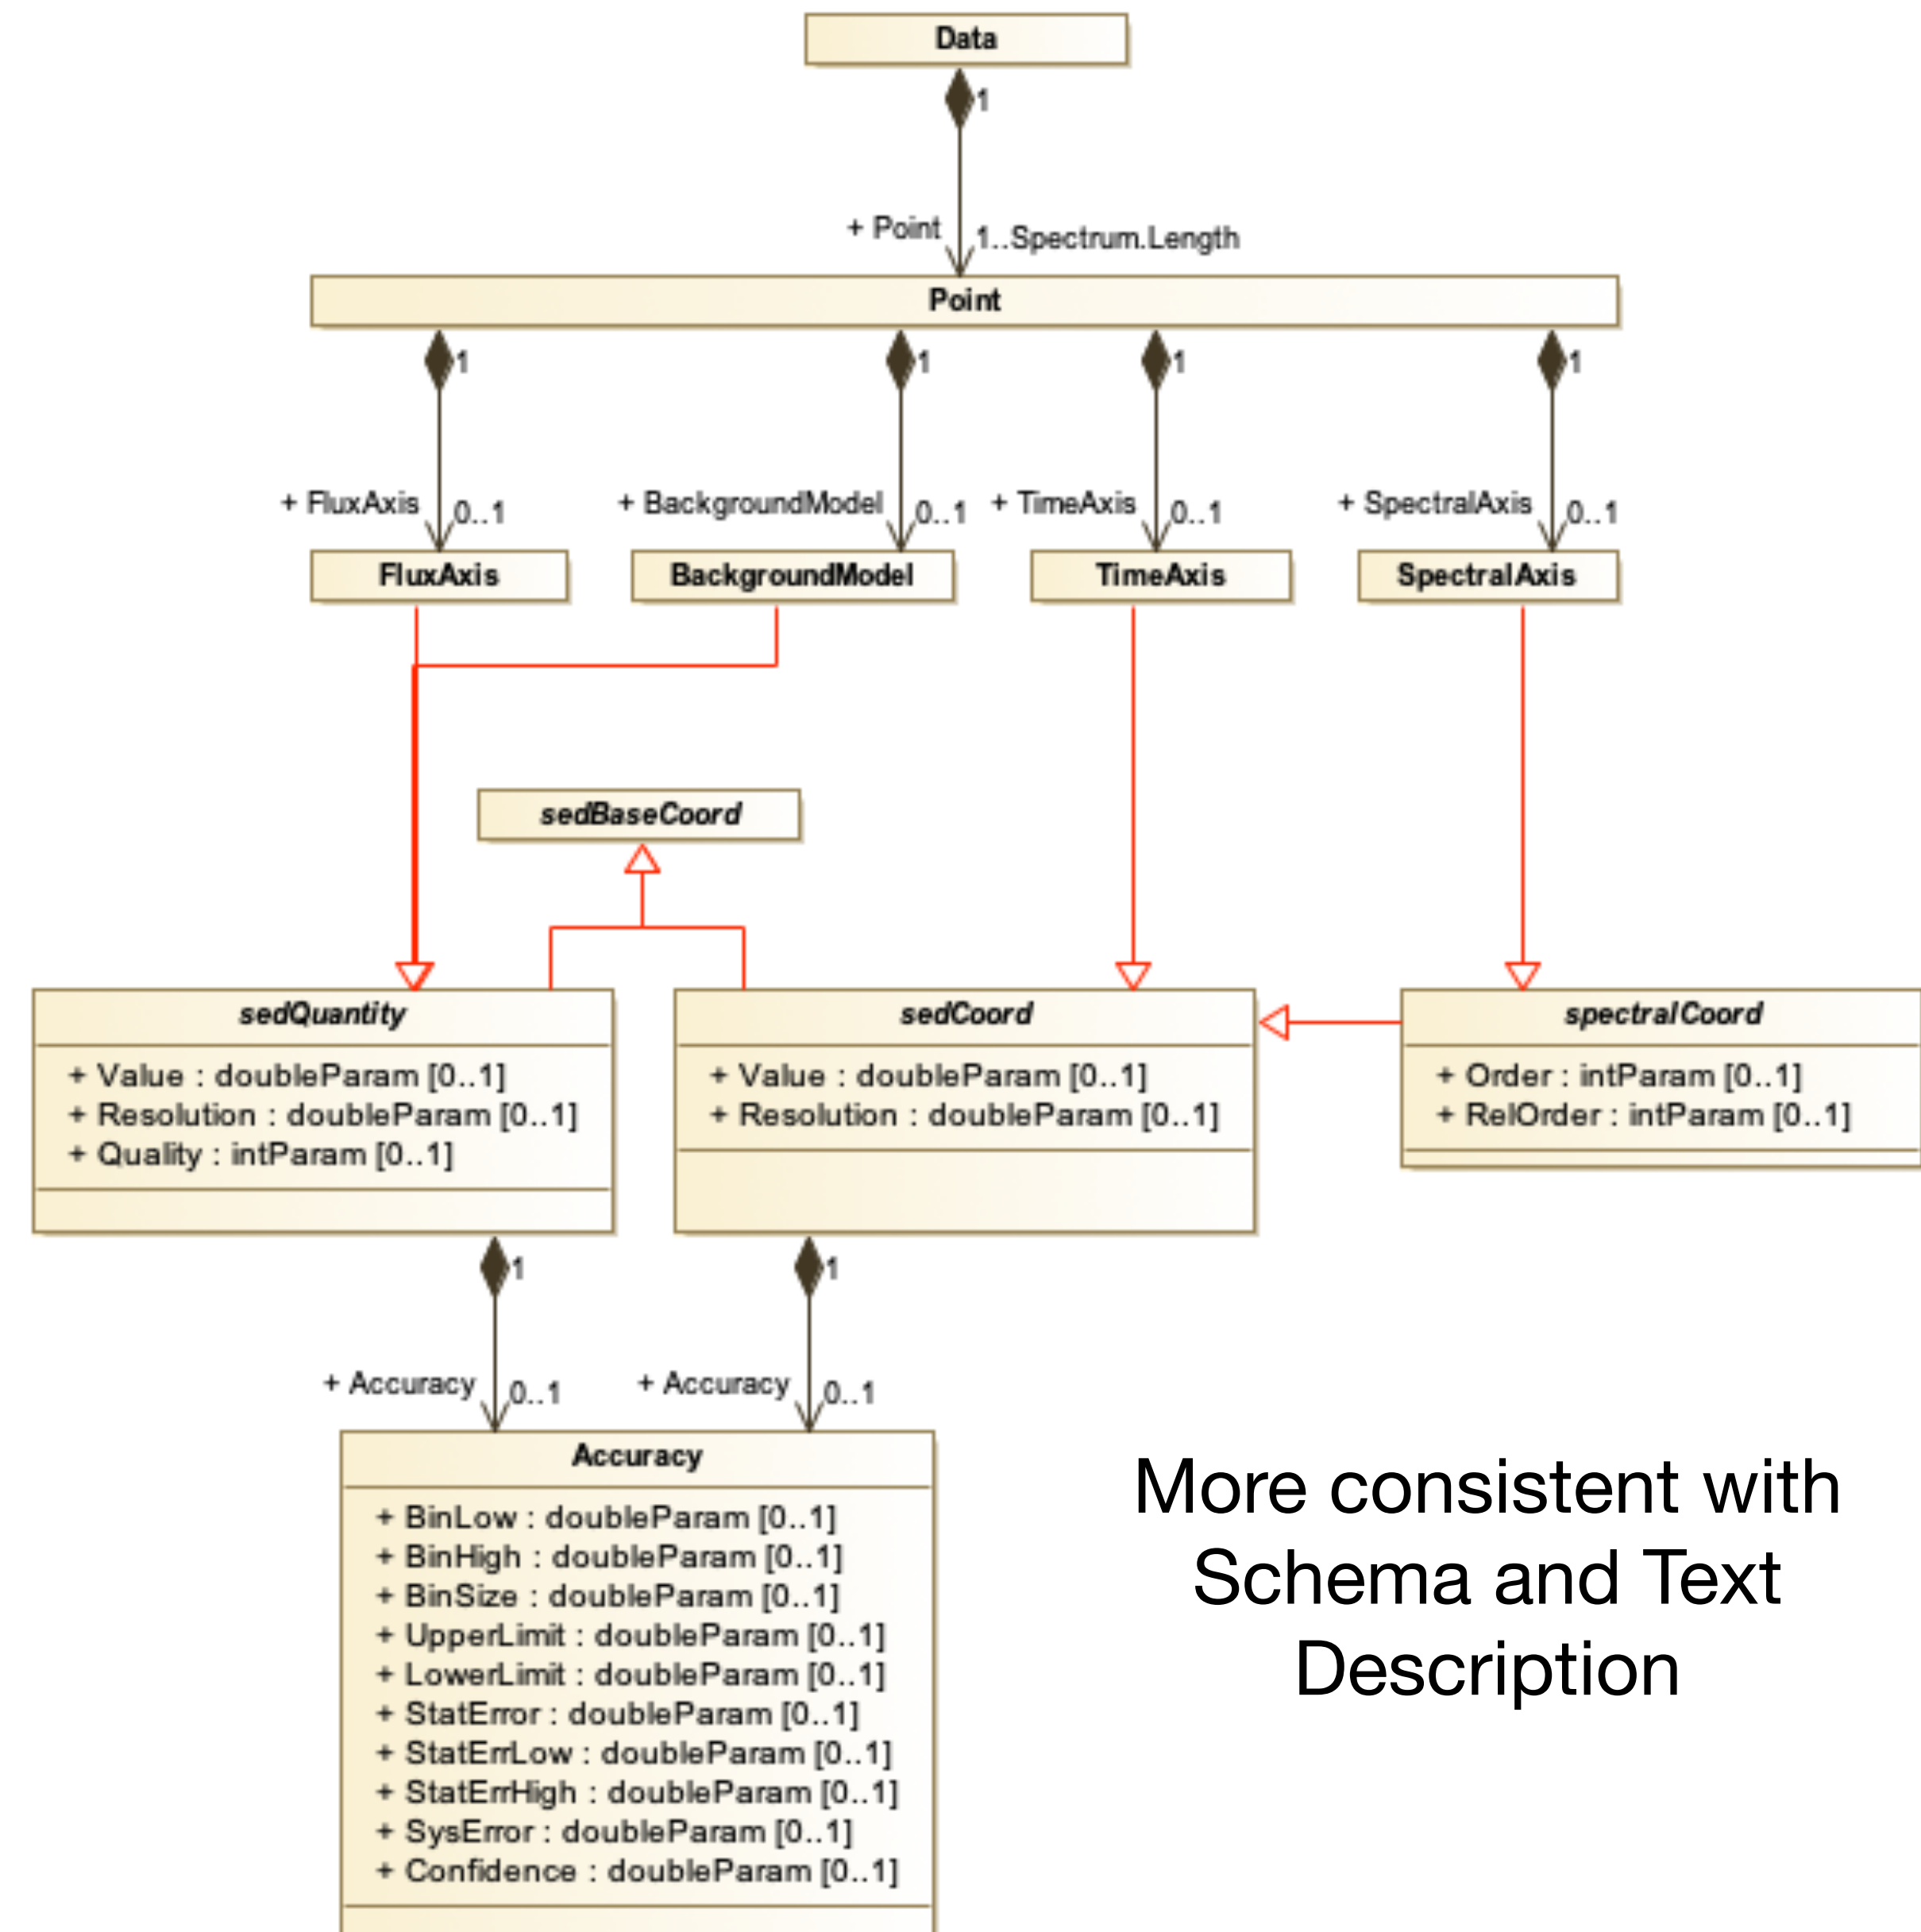 Data
1
+ Point
1..Spectrum.Length
Point
1
1
1
1
+ FluxAxis
0..1
+ BackgroundModel
0..1
+ TimeAxis
0..1
+ SpectralAxis
0..1
FluxAxis
BackgroundModel
TimeAxis
SpectralAxis
sedBaseCoord
sedQuantity
+ Value : doubleParam [0..1]
+ Resolution : doubleParam [0..1]
+ Quality : intParam [0..1]
sedCoord
+ Value : doubleParam [0..1]
+ Resolution : doubleParam [0..1]
spectralCoord
+ Order : intParam [0..1]
+ RelOrder : intParam [0..1]
1
1
+ Accuracy
0..1
+ Accuracy
0..1
Accuracy
+ BinLow : doubleParam [0..1]
+ BinHigh : doubleParam [0..1]
+ BinSize : doubleParam [0..1]
+ UpperLimit : doubleParam [0..1]
+ LowerLimit : doubleParam [0..1]
+ StatError : doubleParam [0..1]
+ StatErrLow : doubleParam [0..1]
+ StatErrHigh : doubleParam [0..1]
+ SysError : doubleParam [0..1]
+ Confidence : doubleParam [0..1]
More consistent with
Schema and Text
Description